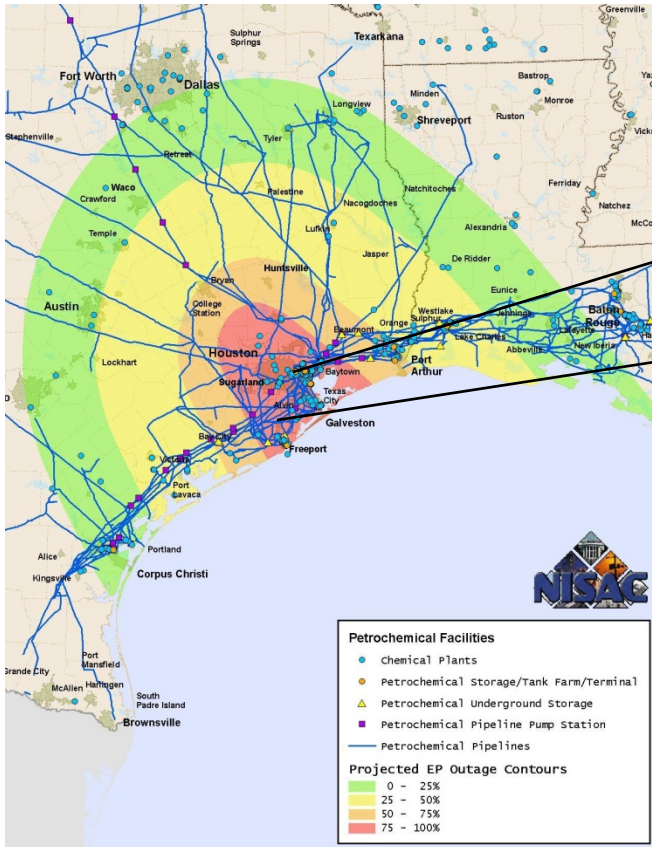 Greenville
Sulphur
Springs
Texarkana
Fort Worth
Dallas
Bastrop
Minden
Monroe
Longview
Shreveport
Ruston
Stephenville
Tyler
Retreat
Ferriday
Waco
Palestine
Natchitoches
Natchez
Crawford
Nacogdoches
Temple
Lufkin
Alexandria
Jasper
De Ridder
Huntsville
Bryan
Eunice
Austin
College
Station
Westlake
Orange
Sulphur
Jennings
Baton
Rouge
Beaumont
Lafayette
Houston
Lake Charles
New Iberia
Lockhart
Abbeville
Port
Arthur
Baytown
Sugarland
Texas
City
Alvin
Galveston
Bay City
Freeport
Victoria
Port
Lavaca
Alice
Portland
Kingsville
Corpus Christi
NISAC
Port
Mansfield
Grande City
Harlingen
McAllen
South
Padre Island
Brownsville
Petrochemical Facilities
Chemical Plants
Petrochemical Storage/Tank Farm/Terminal
Petrochemical Underground Storage
Petrochemical Pipeline Pump Station
Petrochemical Pipelines
Projected EP Outage Contours
0 - 25%
25 - 50%
50 - 75%
75 - 100%